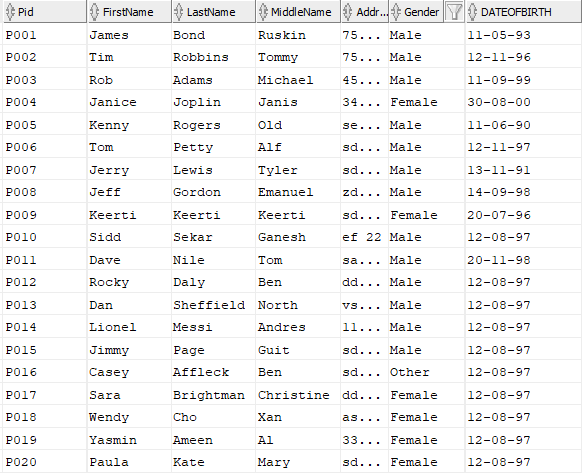 Pid FirstName LastName MiddleName Addr... Gender DATEOFBIRTH
P001 James Bond Ruskin 75... Male 11-05-93
P002 Tim Robbins Tommy 75... Male 12-11-96
P003 Rob Adams Michael 45... Male 11-09-99
P004 Janice Joplin Janis 34... Female 30-08-00
P005 Kenny Rogers Old se... Male 11-06-90
P006 Tom Petty Alf sd... Male 12-11-97
P007 Jerry Lewis Tyler sd... Male 13-11-91
P008 Jeff Gordon Emanuel zd... Male 14-09-98
P009 Keerti Keerti Keerti sd... Female 20-07-96
P010 Sidd Sekar Ganesh ef 22 Male 12-08-97
P011 Dave Nile Tom sa... Male 20-11-98
P012 Rocky Daly Ben dd... Male 12-08-97
P013 Dan Sheffield North vs... Male 12-08-97
P014 Lionel Messi Andres 11... Male 12-08-97
P015 Jimmy Page Guit sd... Male 12-08-97
P016 Casey Affleck Ben sd... Other 12-08-97
P017 Sara Brightman Christine dd... Female 12-08-97
P018 Wendy Cho Xan as... Female 12-08-97
P019 Yasmin Ameen Al 33... Female 12-08-97
P020 Paula Kate Mary sd... Female 12-08-97